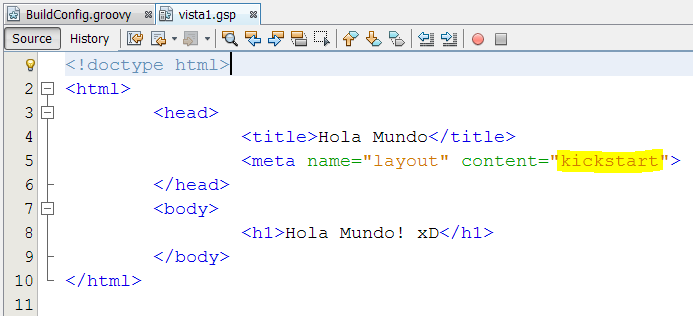 BuildConfig.groovy vista1.gsp
Source History
<!doctype html>
2 <html>
3 <head>
4 <title>Hola Mundo</title>
5 <meta name="layout" content="kickstart">
6 </head>
7 <body>
8 <h1>Hola Mundo! xD</h1>
9 </body>
10 </html>
11